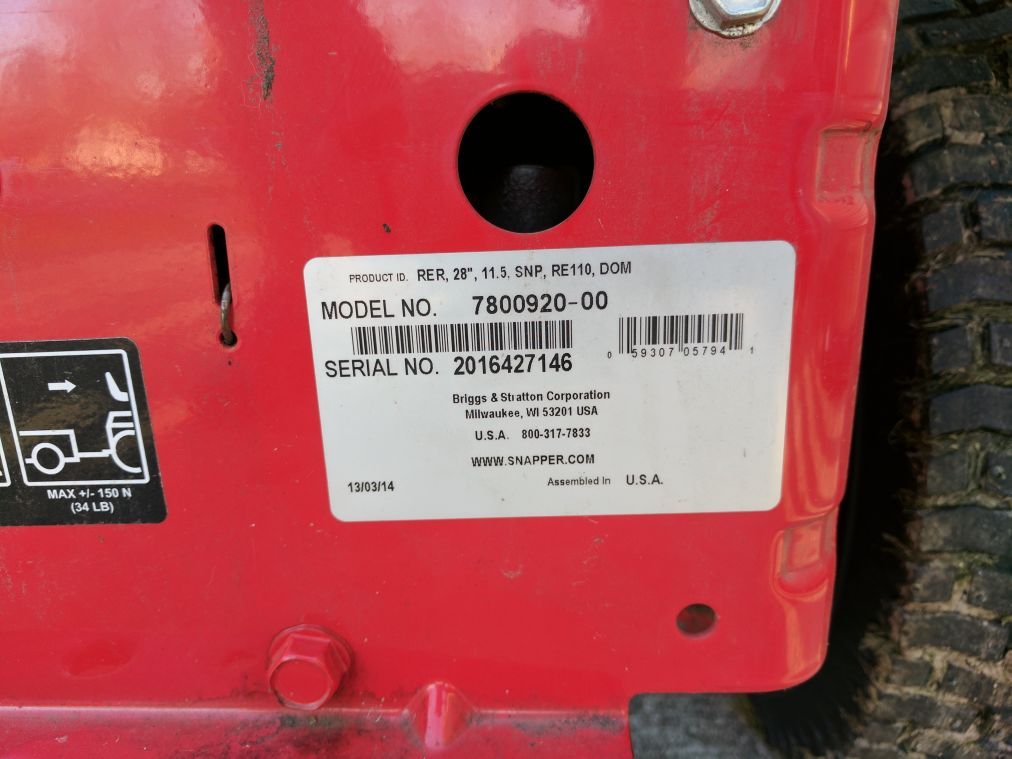 PRODUCT ID. RER, 28", 11.5. SNP, RE110, DOM
MODEL NO. 7800920-00
SERIAL NO. 2016427146
0 59307 05794 1
Briggs & Stratton Corporation
Milwaukee, WI 53201 USA
U.S.A. 800-317-7833
WWW.SNAPPER.COM
13/03/14 Assembled In U.S.A.
MAX +/- 150 N
(34 LB)